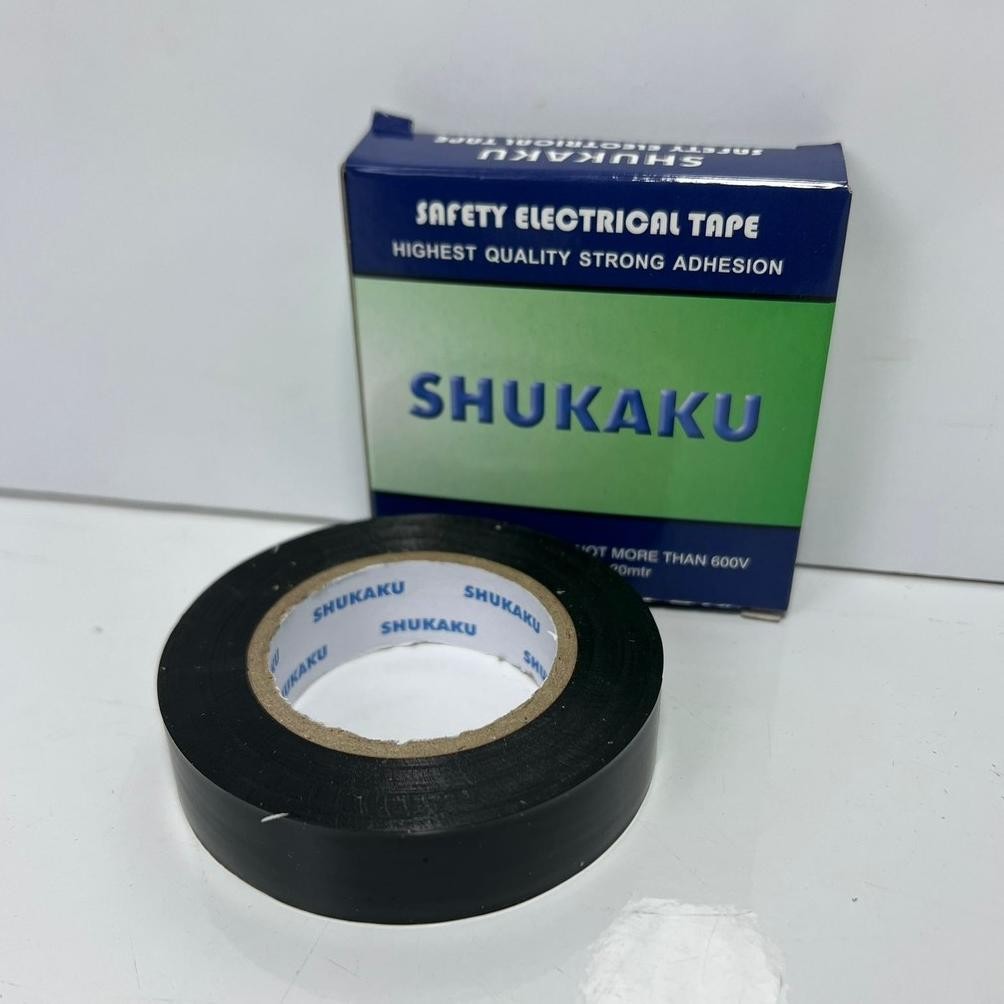 SHUKAKU
SAFETY ELECTRICAL TAPE
SAFETY ELECTRICAL TAPE
HIGHEST QUALITY STRONG ADHESION
SHUKAKU
NOT MORE THAN 600V
20mtr
SHUKAKU
SHUKAKU
SHUKAKU